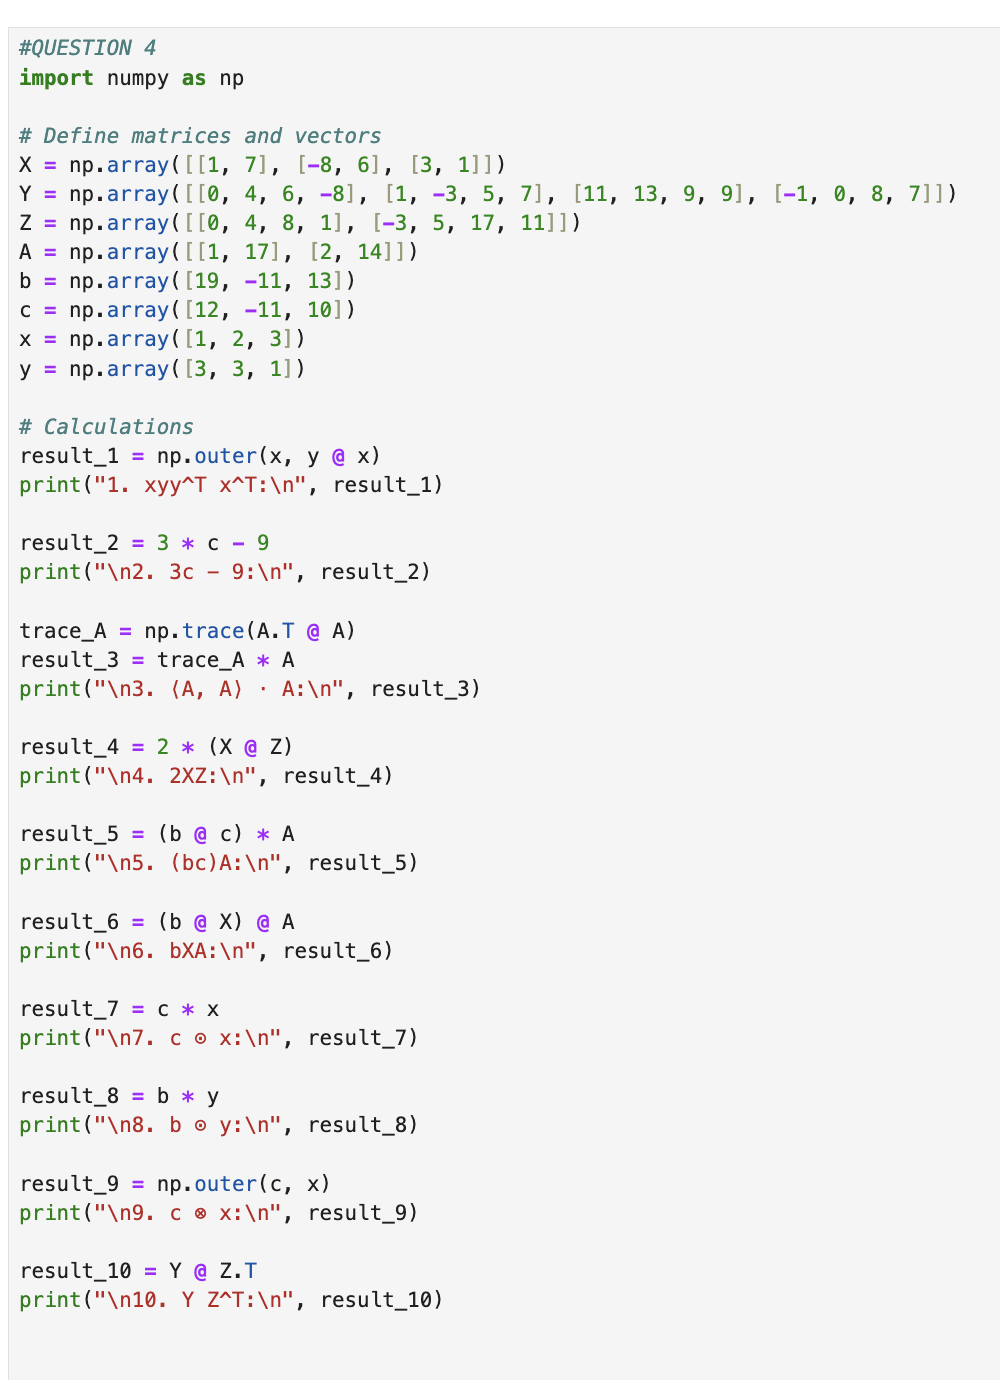 #QUESTION 4
import numpy as np
# Define matrices and vectors
X = np.array([[1, 7], [-8, 6], [3, 1]])
Y = np.array([[0, 4, 6, -8], [1, -3, 5, 7], [11, 13, 9, 9], [-1, 0, 8, 7]])
Z = np.array([[0, 4, 8, 1], [-3, 5, 17, 11]])
A = np.array([[1, 17], [2, 14]])
b = np.array([19, -11, 13])
c = np.array([12, -11, 10])
x = np.array([1, 2, 3])
y = np.array([3, 3, 1])
# Calculations
result_1 = np.outer(x, y @ x)
print("1. xyy^T x^T:\n", result_1)
result_2 = 3 * c - 9
print("\n2. 3c − 9:\n", result_2)
trace_A = np.trace(A.T @ A)
result_3 = trace_A * A
print("\n3. ⟨A, A⟩ · A:\n", result_3)
result_4 = 2 * (X @ Z)
print("\n4. 2XZ:\n", result_4)
result_5 = (b @ c) * A
print("\n5. (bc)A:\n", result_5)
result_6 = (b @ X) @ A
print("\n6. bXA:\n", result_6)
result_7 = c * x
print("\n7. c ⊙ x:\n", result_7)
result_8 = b * y
print("\n8. b ⊙ y:\n", result_8)
result_9 = np.outer(c, x)
print("\n9. c ⊗ x:\n", result_9)
result_10 = Y @ Z.T
print("\n10. Y Z^T:\n", result_10)